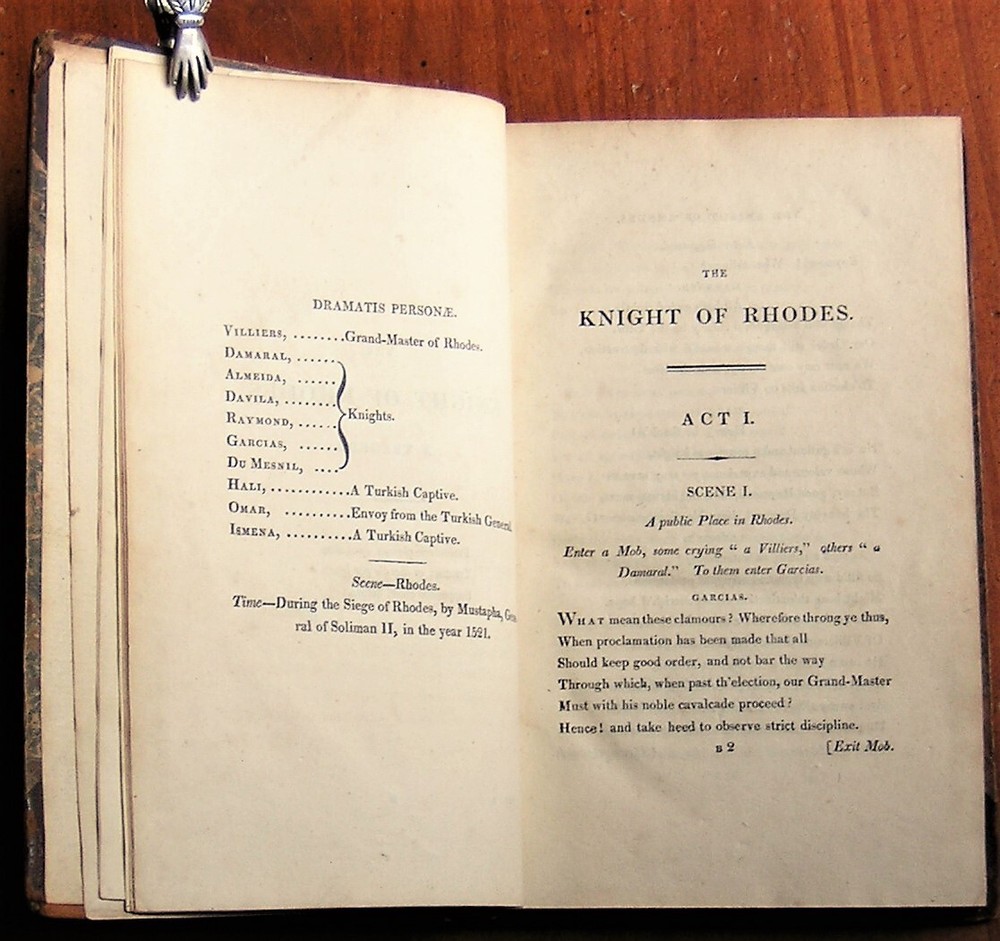 DRAMATIS PERSONÆ.
VILLIERS, ........Grand-Master of Rhodes.
DAMARAL, ......
ALMEIDA, ......
DAVILA, ........
RAYMOND, ......
GARCIAS, ......
DU MESNIL, ....
Knights.
HALI, ............A Turkish Captive.
OMAR, ..........Envoy from the Turkish General.
ISMENA, ..........A Turkish Captive.
Scene—Rhodes.
Time—During the Siege of Rhodes, by Mustapha, Gene
ral of Soliman II, in the year 1521.
THE
KNIGHT OF RHODES.
ACT I.
SCENE I.
A public Place in Rhodes.
Enter a Mob, some crying “ a Villiers,” others “ a
Damaral.” To them enter Garcias.
GARCIAS.
WHAT mean these clamours? Wherefore throng ye thus,
When proclamation has been made that all
Should keep good order, and not bar the way
Through which, when past th'election, our Grand-Master
Must with his noble cavalcade proceed?
Hence! and take heed to observe strict discipline.
B 2 [Exit Mob.